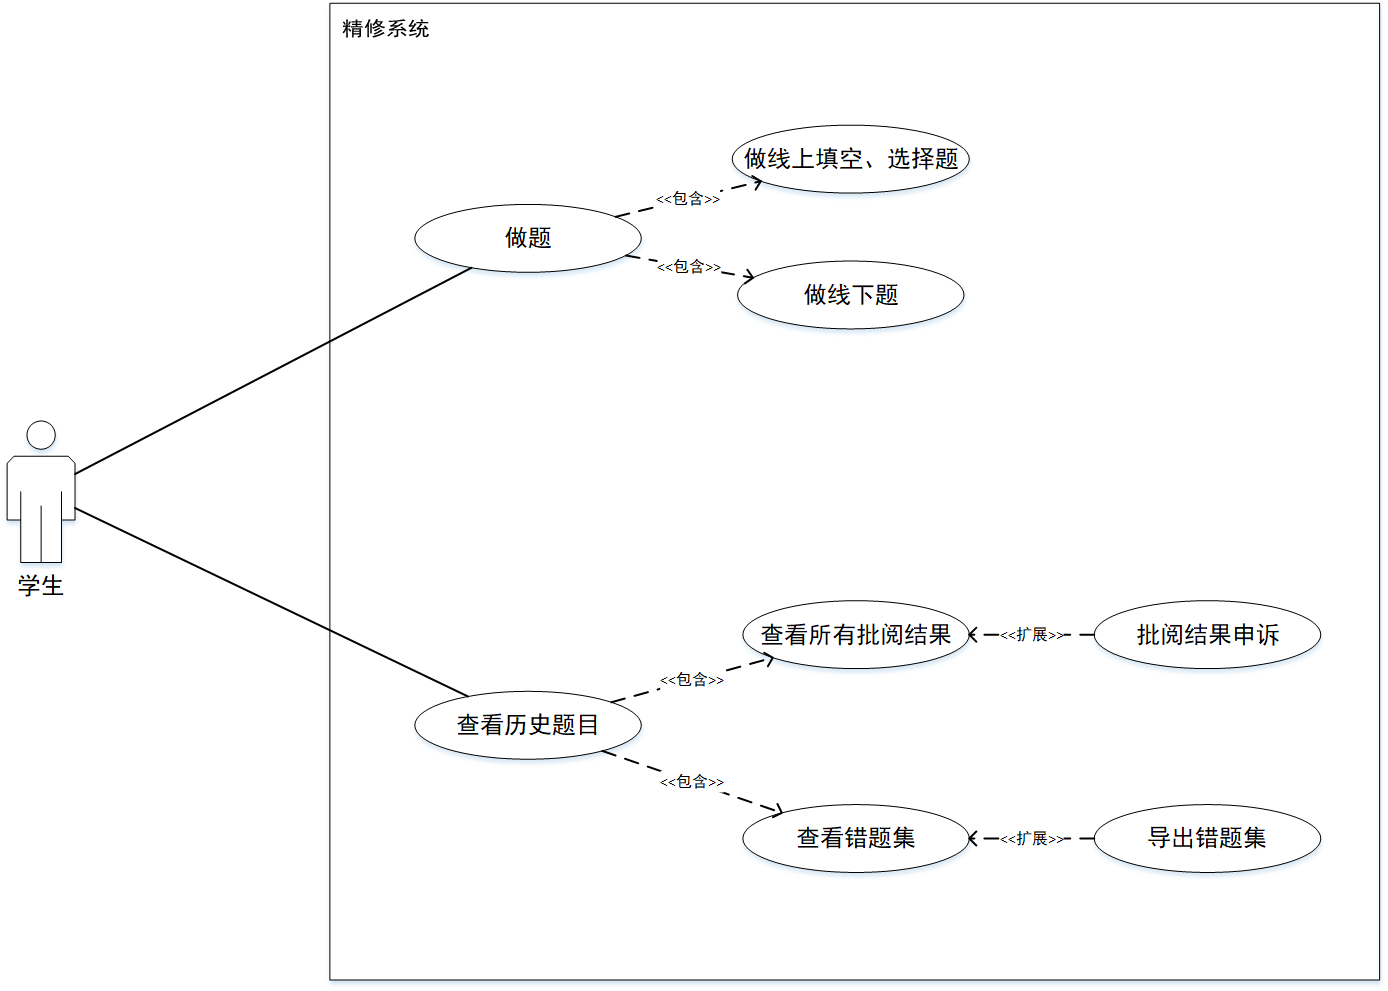 精修系统
做线上填空、选择题
<<包含>>
做题
<<包含>>
做线下题
学生
查看所有批阅结果
<<扩展>>
批阅结果申诉
<<包含>>
查看历史题目
<<包含>>
查看错题集
<<扩展>>
导出错题集